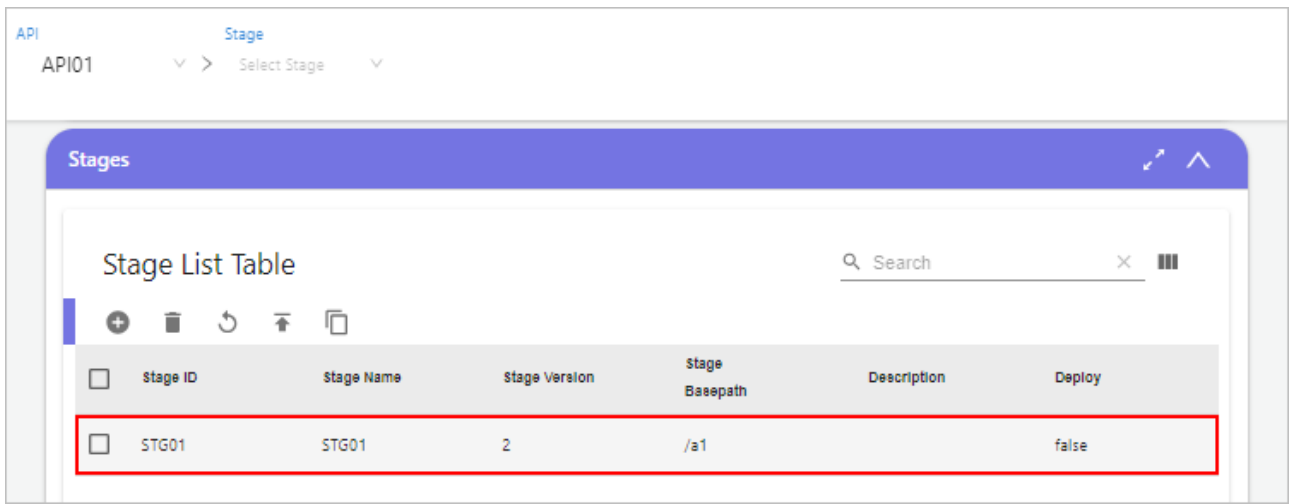 API Stage
API01 > Select Stage
Stages
Stage List Table Search
Stage ID Stage Name Stage Version Stage Basepath Description Deploy
STG01 STG01 2 /a1 false